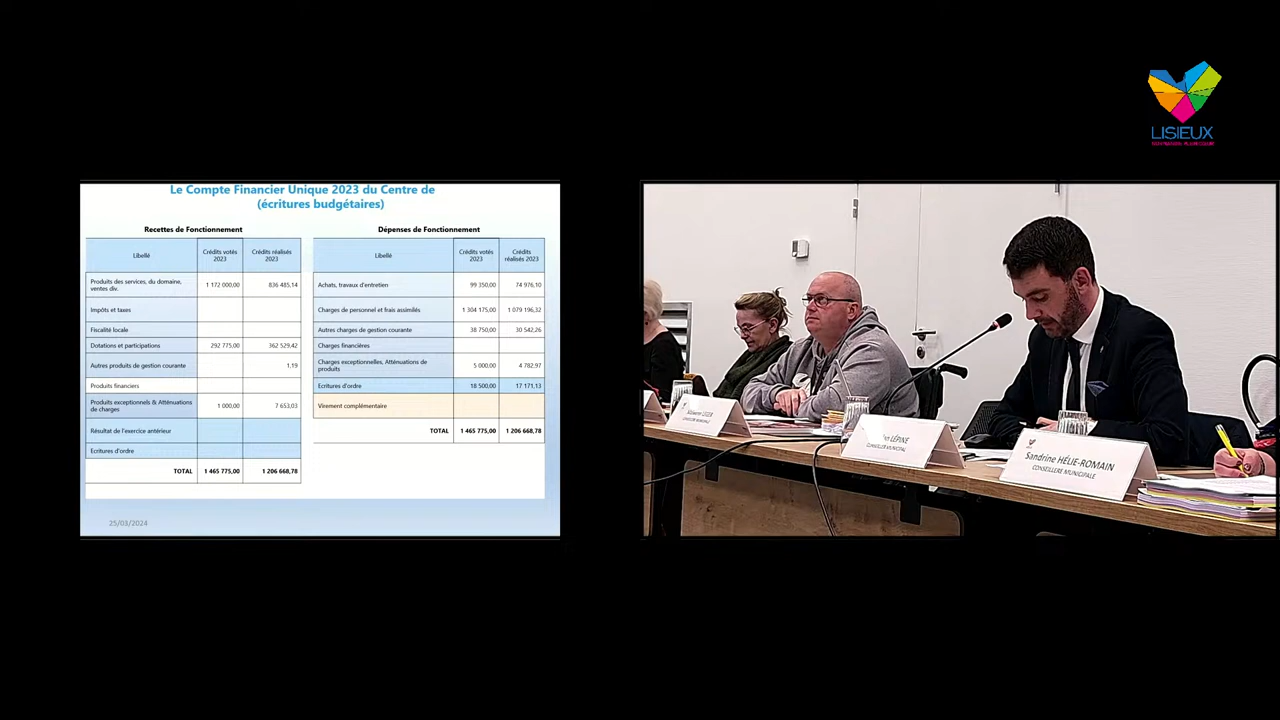 LISIEUX
Le Compte Financier Unique 2023 du Centre de
(écritures budgétaires)
Recettes de Fonctionnement
Libellé
Crédits votés
2023
Crédits réalisés
2023
Produits des services, du domaine,
ventes div.
1 172 000,00
836 485,14
Impôts et taxes
Fiscalité locale
Dotations et participations
292 775,00
362 529,42
Autres produits de gestion courante
1,19
Produits financiers
Produits exceptionnels & Atténuations
de charges
1 000,00
7 653,03
Résultat de l'exercice antérieur
Ecritures d'ordre
TOTAL
1 465 775,00
1 206 668,78
Dépenses de Fonctionnement
Libellé
Crédits votés
2023
Crédits
réalisés 2023
Achats, travaux d'entretien
99 350,00
74 976,10
Charges de personnel et frais assimilés
1 304 175,00
1 079 196,32
Autres charges de gestion courante
38 750,00
30 542,26
Charges financières
Charges exceptionnelles, Atténuations de
produits
5 000,00
4 782,97
Ecritures d'ordre
18 500,00
17 171,13
Virement complémentaire
TOTAL
1 465 775,00
1 206 668,78
25/03/2024
LÉPINE
CONSEILLER MUNICIPAL
Sandrine HÉLIE-ROMAIN
CONSEILLÈRE MUNICIPALE